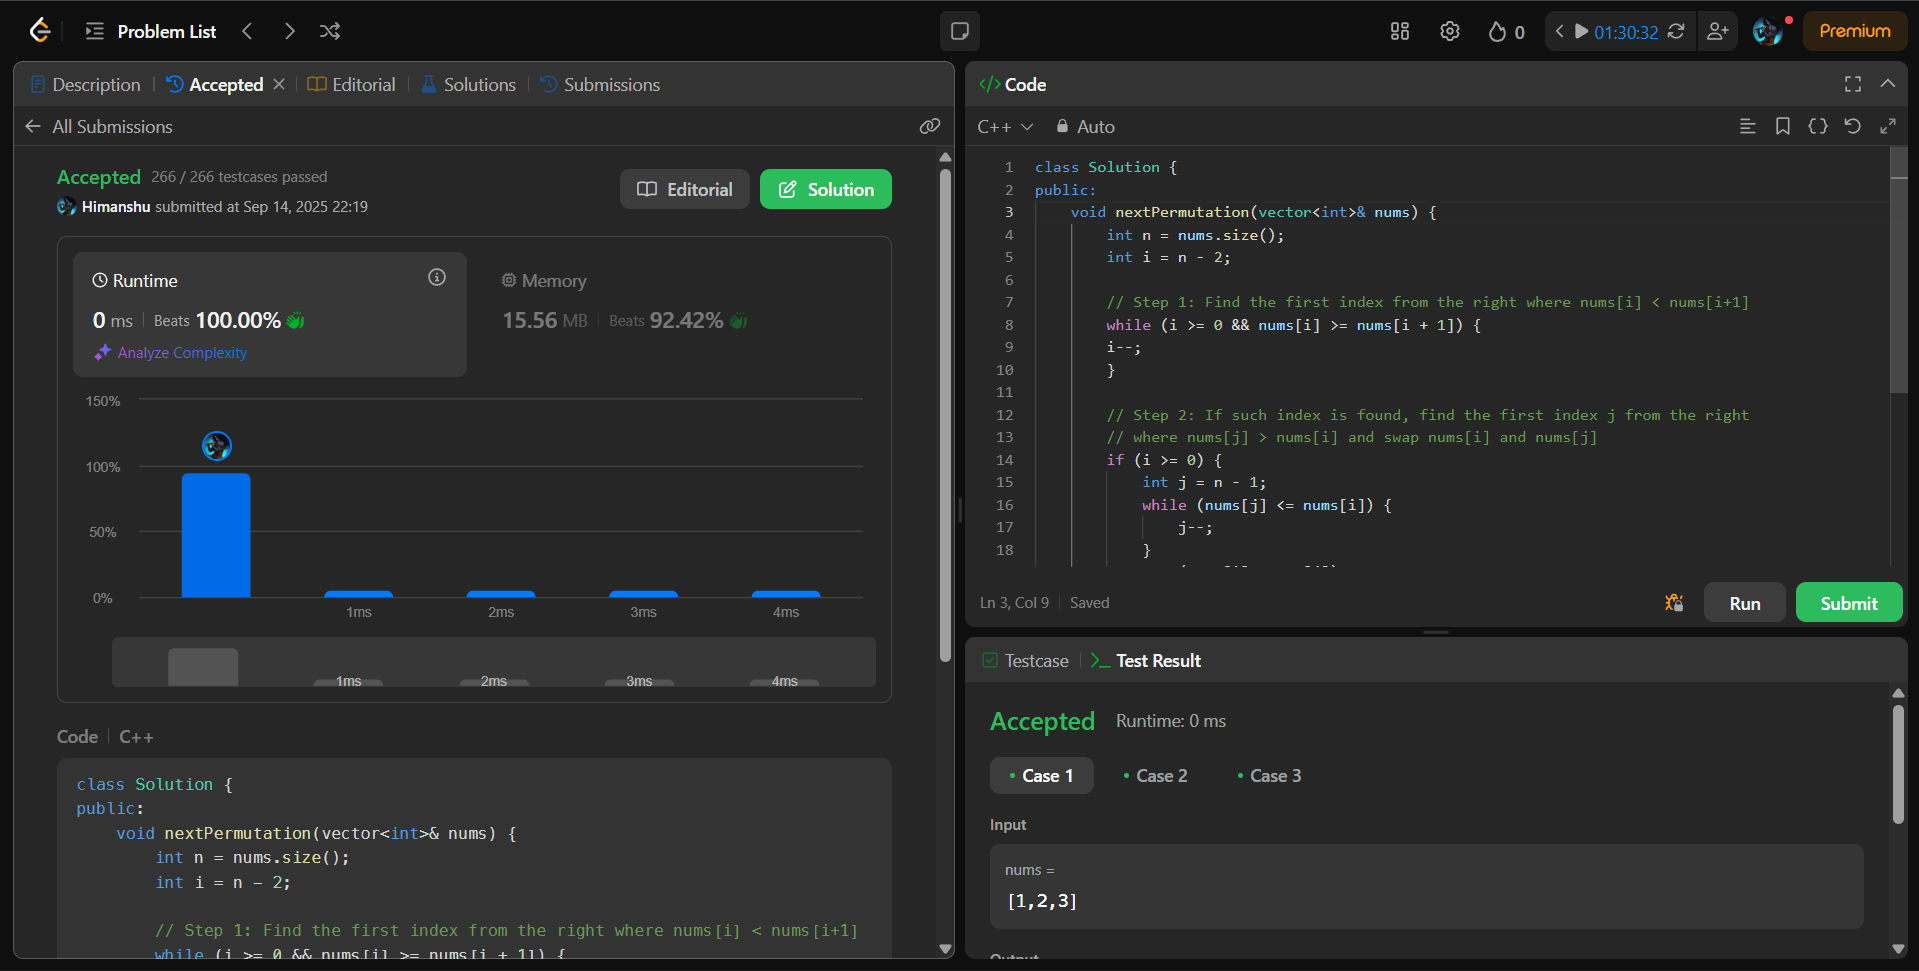 Problem List
0
01:30:32
Premium
Description
Accepted
Editorial
Solutions
Submissions
All Submissions
Accepted 266 / 266 testcases passed
Himanshu submitted at Sep 14, 2025 22:19
Editorial
Solution
Runtime
0 ms Beats 100.00%
Analyze Complexity
Memory
15.56 MB Beats 92.42%
150%
100%
50%
0%
1ms 2ms 3ms 4ms
1ms 2ms 3ms 4ms
Code C++
class Solution {
public:
void nextPermutation(vector<int>& nums) {
int n = nums.size();
int i = n - 2;
// Step 1: Find the first index from the right where nums[i] < nums[i+1]
while (i >= 0 && nums[i] >= nums[i + 1]) {
</> Code
C++
Auto
1 class Solution {
2 public:
3 void nextPermutation(vector<int>& nums) {
4 int n = nums.size();
5 int i = n - 2;
6
7 // Step 1: Find the first index from the right where nums[i] < nums[i+1]
8 while (i >= 0 && nums[i] >= nums[i + 1]) {
9 i--;
10 }
11
12 // Step 2: If such index is found, find the first index j from the right
13 // where nums[j] > nums[i] and swap nums[i] and nums[j]
14 if (i >= 0) {
15 int j = n - 1;
16 while (nums[j] <= nums[i]) {
17 j--;
18 }
Ln 3, Col 9 Saved
Run
Submit
Testcase
Test Result
Accepted Runtime: 0 ms
Case 1
Case 2
Case 3
Input
nums =
[1,2,3]
Output